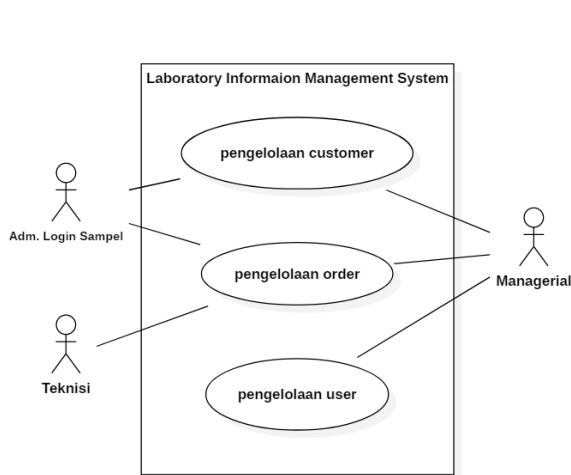 Laboratory Informaion Management System
pengelolaan customer
Adm. Login Sampel
pengelolaan order
Managerial
Teknisi
pengelolaan user